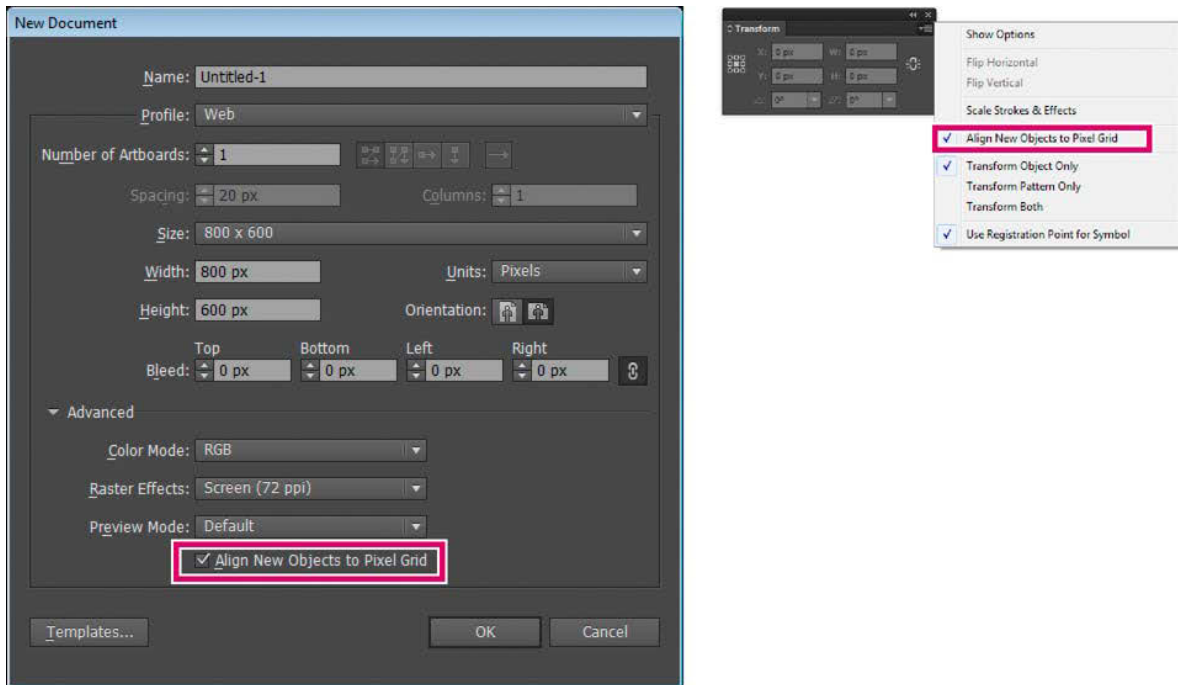 New Document
Name: Untitled-1
Profile: Web
Number of Artboards: 1
Spacing: 20 px Columns: 1
Size: 800 x 600
Width: 800 px Units: Pixels
Height: 600 px Orientation:
Top Bottom Left Right
Bleed: 0 px 0 px 0 px 0 px
Advanced
Color Mode: RGB
Raster Effects: Screen (72 ppi)
Preview Mode: Default
Align New Objects to Pixel Grid
Templates... OK Cancel
Transform
X: 0 px W: 0 px
Y: 0 px H: 0 px
0° 0°
Show Options
Flip Horizontal
Flip Vertical
Scale Strokes & Effects
Align New Objects to Pixel Grid
Transform Object Only
Transform Pattern Only
Transform Both
Use Registration Point for Symbol